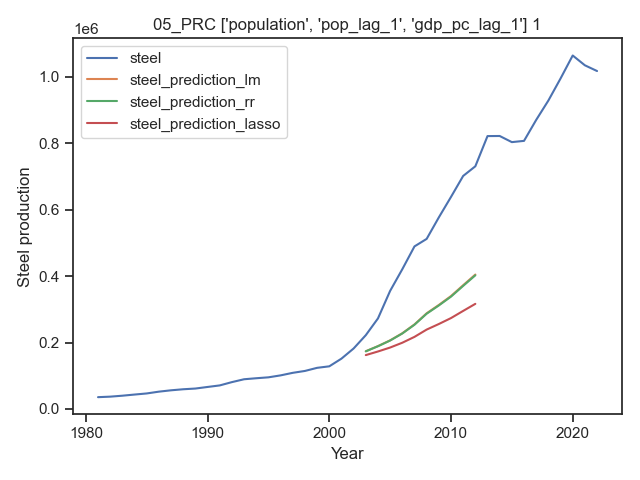 05_PRC ['population', 'pop_lag_1', 'gdp_pc_lag_1'] 1
1e6
steel
steel_prediction_lm
steel_prediction_rr
steel_prediction_lasso
1.0
0.8
0.6
0.4
0.2
0.0
Steel production
1980 1990 2000 2010 2020
Year